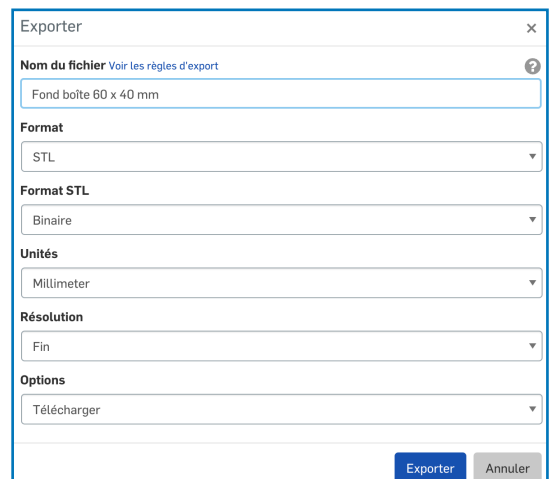 Exporter ×
Nom du fichier Voir les règles d'export ?
Fond boîte 60 x 40 mm
Format
STL
Format STL
Binaire
Unités
Millimeter
Résolution
Fin
Options
Télécharger
Exporter Annuler